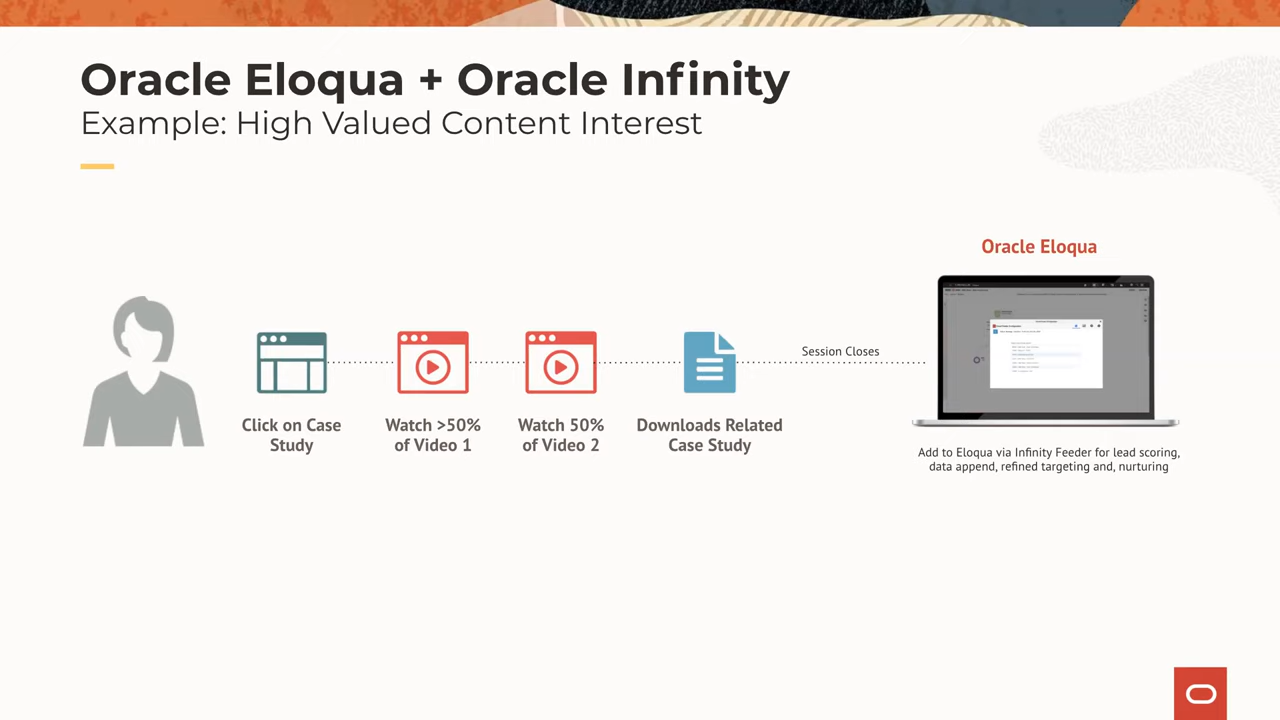 Oracle Eloqua + Oracle Infinity
Example: High Valued Content Interest
Oracle Eloqua
Session Closes
Click on Case
Study
Watch >50%
of Video 1
Watch 50%
of Video 2
Downloads Related
Case Study
Add to Eloqua via Infinity Feeder for lead scoring,
data append, refined targeting and, nurturing